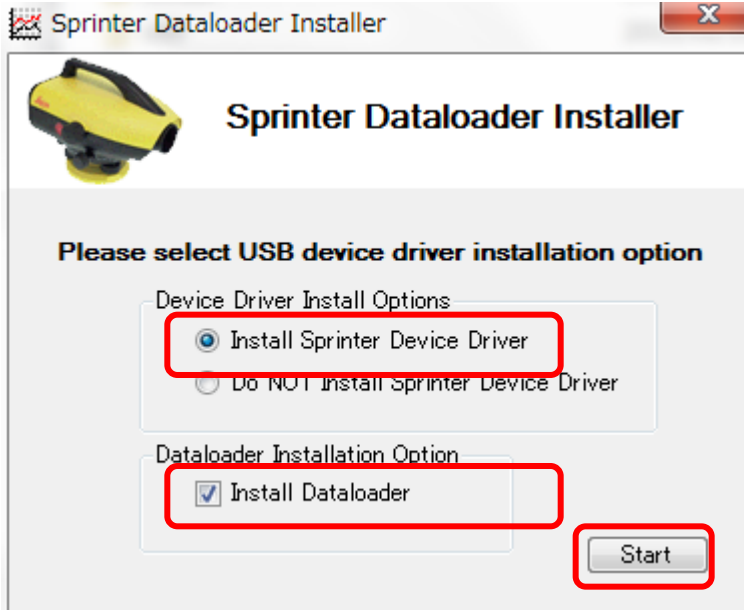 Sprinter Dataloader Installer
Sprinter Dataloader Installer
Please select USB device driver installation option
Device Driver Install Options
Install Sprinter Device Driver
Do NOT Install Sprinter Device Driver
Dataloader Installation Option
Install Dataloader
Start